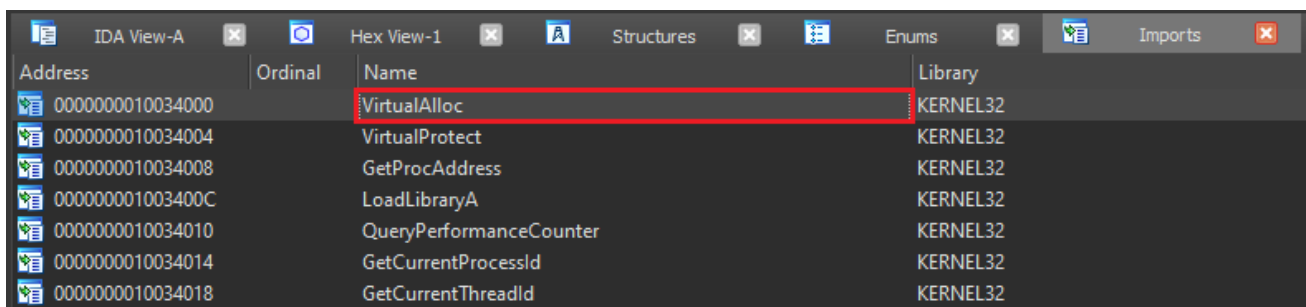 IDA View-A Hex View-1 Structures Enums Imports
Address Ordinal Name Library
0000000010034000 VirtualAlloc KERNEL32
0000000010034004 VirtualProtect KERNEL32
0000000010034008 GetProcAddress KERNEL32
000000001003400C LoadLibraryA KERNEL32
0000000010034010 QueryPerformanceCounter KERNEL32
0000000010034014 GetCurrentProcessId KERNEL32
0000000010034018 GetCurrentThreadId KERNEL32